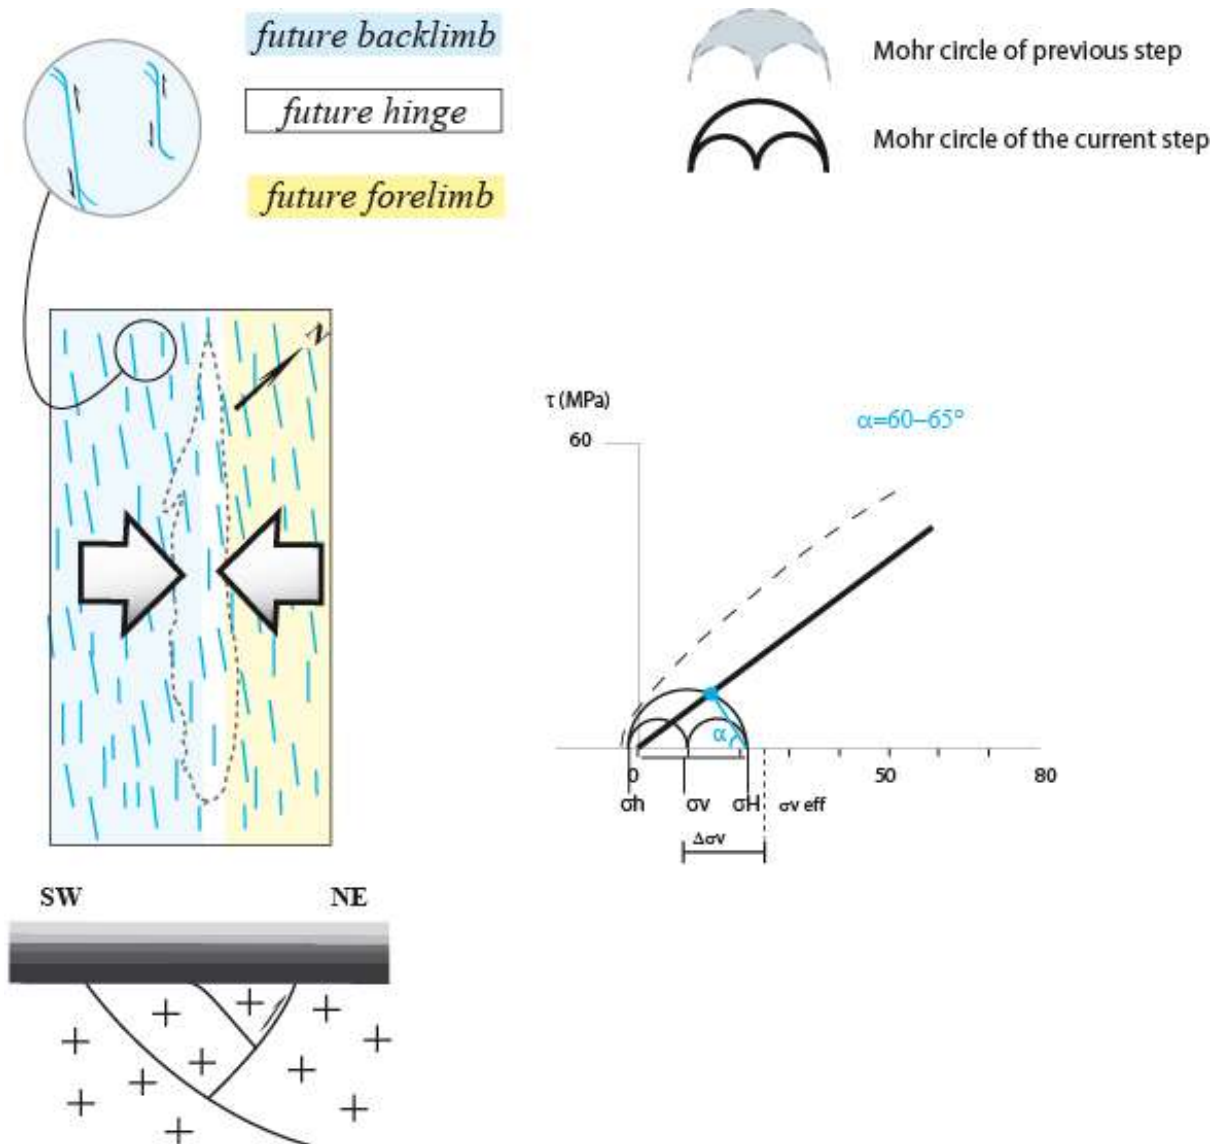 future backlimb
future hinge
future forelimb
Mohr circle of previous step
Mohr circle of the current step
N
τ (MPa)
60
α=60–65°
α
0
50
80
σh
σv
σH
σv eff
Δσv
SW
NE